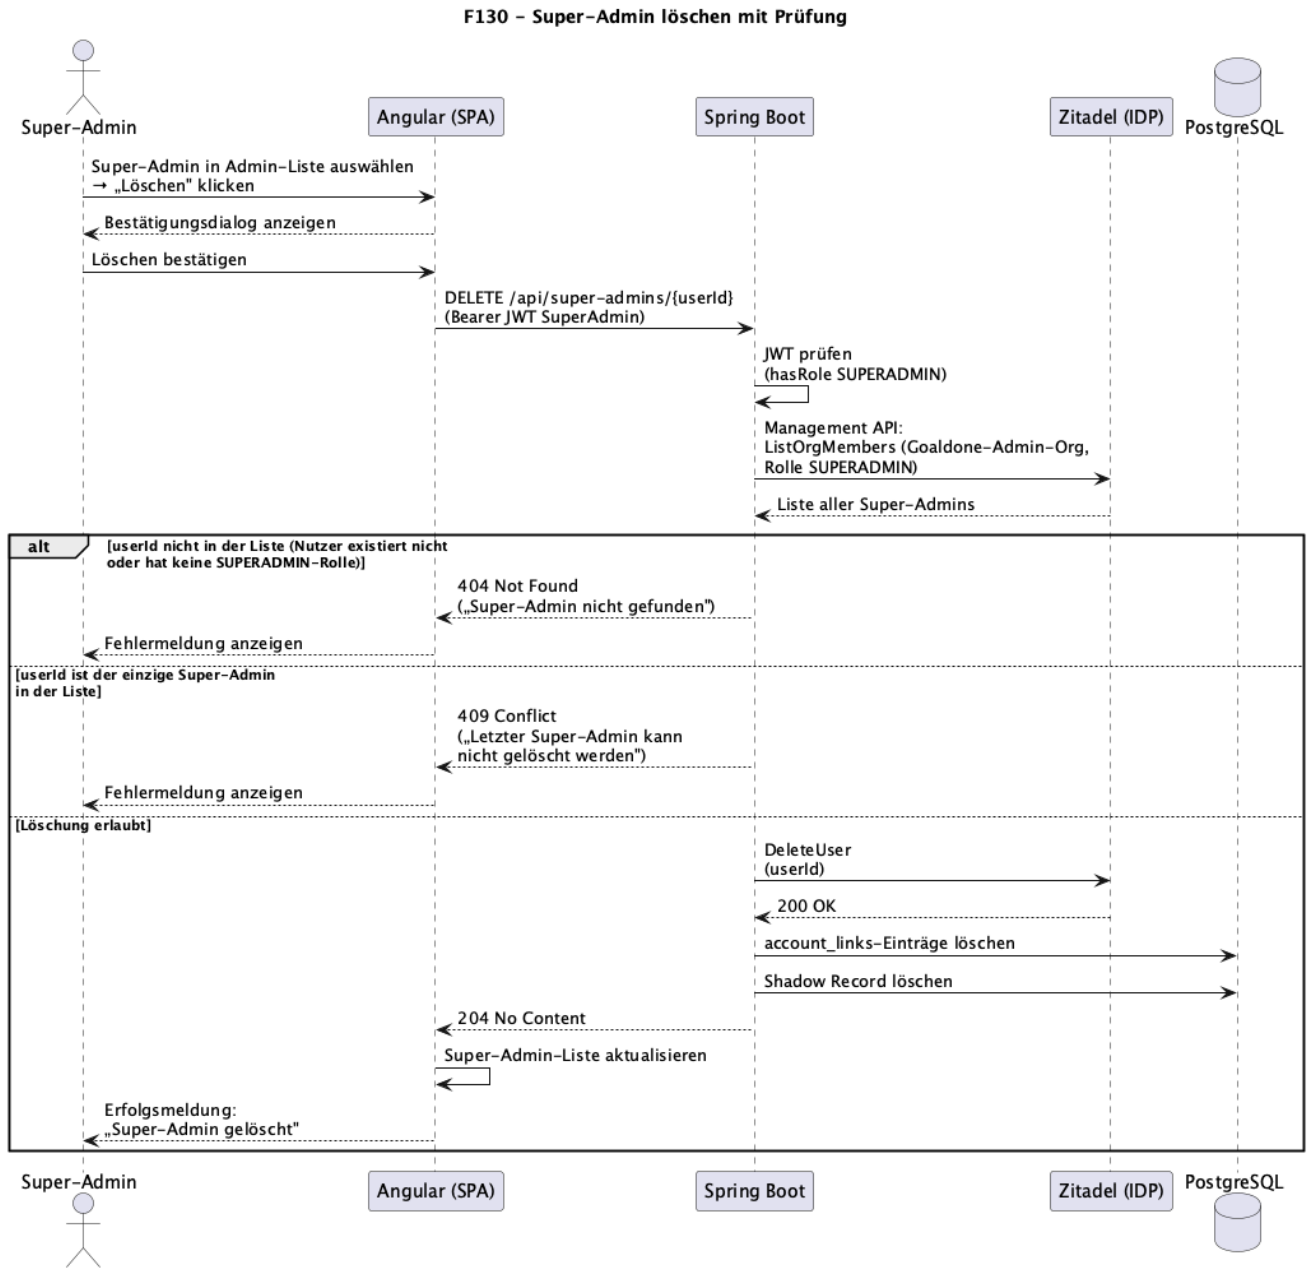 F130 – Super-Admin löschen mit Prüfung
Super-Admin
Angular (SPA)
Spring Boot
Zitadel (IDP)
PostgreSQL
Super-Admin in Admin-Liste auswählen
→ „Löschen" klicken
Bestätigungsdialog anzeigen
Löschen bestätigen
DELETE /api/super-admins/{userId}
(Bearer JWT SuperAdmin)
JWT prüfen
(hasRole SUPERADMIN)
Management API:
ListOrgMembers (Goaldone-Admin-Org,
Rolle SUPERADMIN)
Liste aller Super-Admins
alt
[userId nicht in der Liste (Nutzer existiert nicht
oder hat keine SUPERADMIN-Rolle)]
404 Not Found
(„Super-Admin nicht gefunden")
Fehlermeldung anzeigen
[userId ist der einzige Super-Admin
in der Liste]
409 Conflict
(„Letzter Super-Admin kann
nicht gelöscht werden")
Fehlermeldung anzeigen
[Löschung erlaubt]
DeleteUser
(userId)
200 OK
account_links-Einträge löschen
Shadow Record löschen
204 No Content
Super-Admin-Liste aktualisieren
Erfolgsmeldung:
„Super-Admin gelöscht"
Super-Admin
Angular (SPA)
Spring Boot
Zitadel (IDP)
PostgreSQL